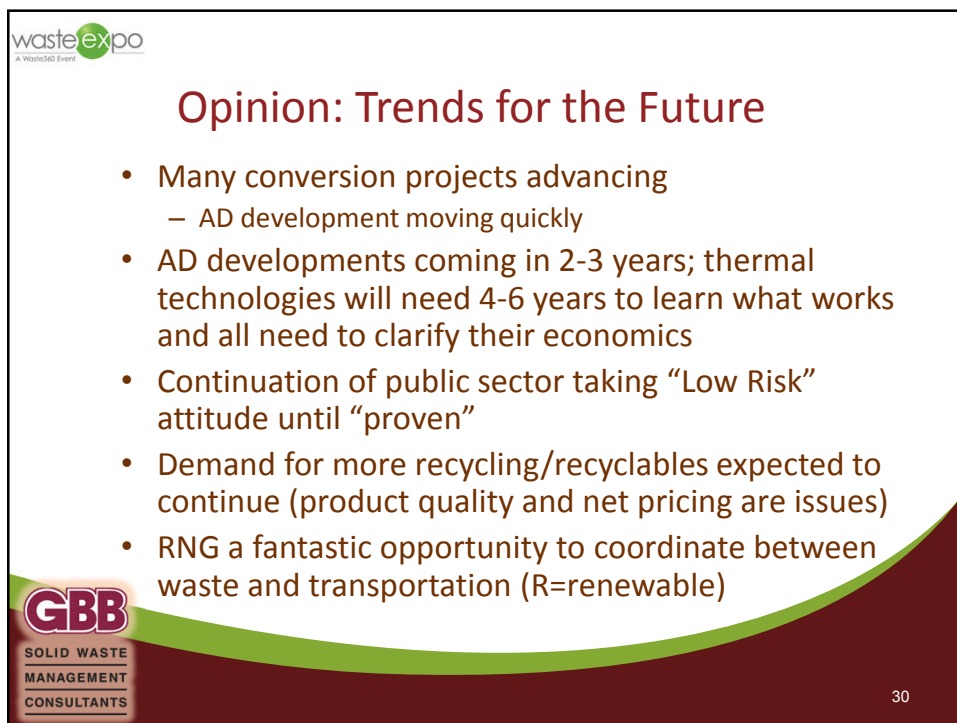 wasteexpo
A Waste360 Event
Opinion: Trends for the Future
• Many conversion projects advancing
– AD development moving quickly
• AD developments coming in 2-3 years; thermal
technologies will need 4-6 years to learn what works
and all need to clarify their economics
• Continuation of public sector taking “Low Risk”
attitude until “proven”
• Demand for more recycling/recyclables expected to
continue (product quality and net pricing are issues)
• RNG a fantastic opportunity to coordinate between
waste and transportation (R=renewable)
GBB
SOLID WASTE
MANAGEMENT
CONSULTANTS
30